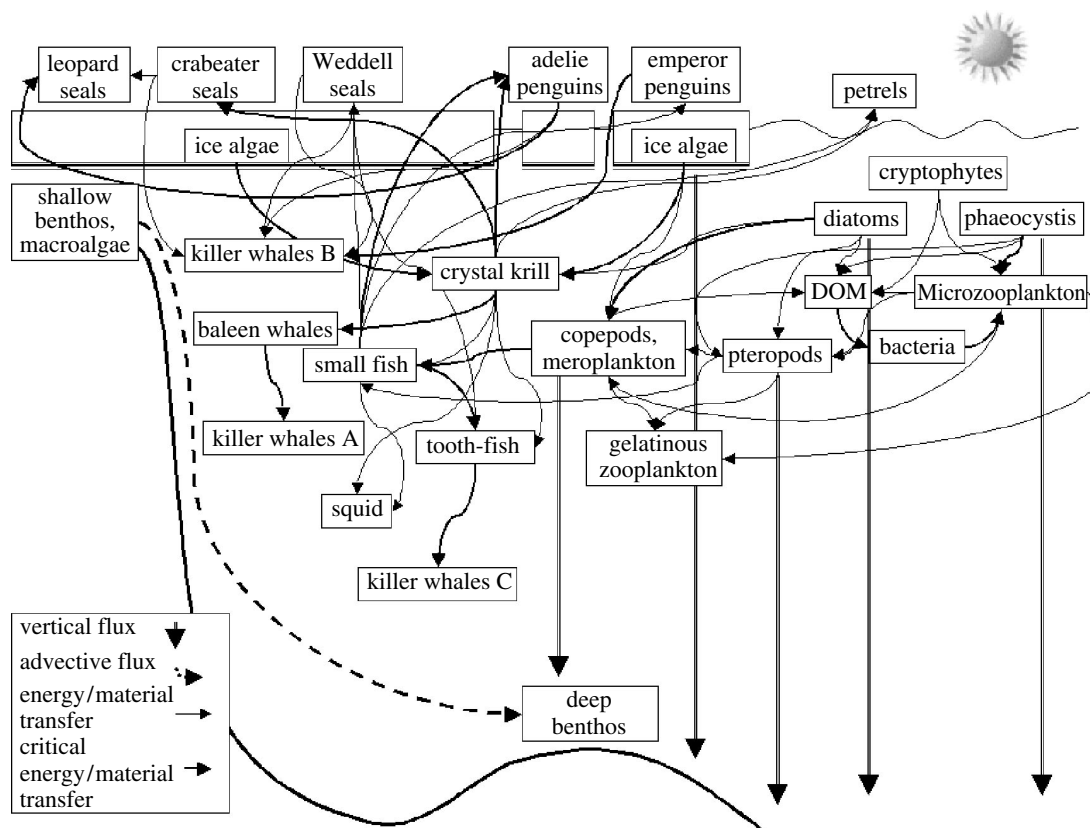 leopard
seals
crabeater
seals
Weddell
seals
adelie
penguins
emperor
penguins
petrels
ice algae
ice algae
cryptophytes
shallow
benthos,
macroalgae
diatoms
phaeocystis
killer whales B
crystal krill
DOM
Microzooplankton
baleen whales
copepods,
meroplankton
pteropods
bacteria
small fish
killer whales A
tooth-fish
gelatinous
zooplankton
squid
killer whales C
vertical flux
advective flux
energy/material
transfer
critical
energy/material
transfer
deep
benthos